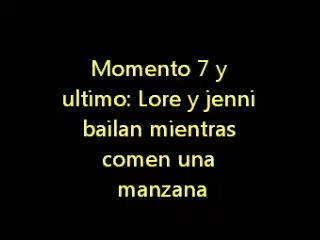 Momento 7 y
ultimo: Lore y jenni
bailan mientras
comen una
manzana